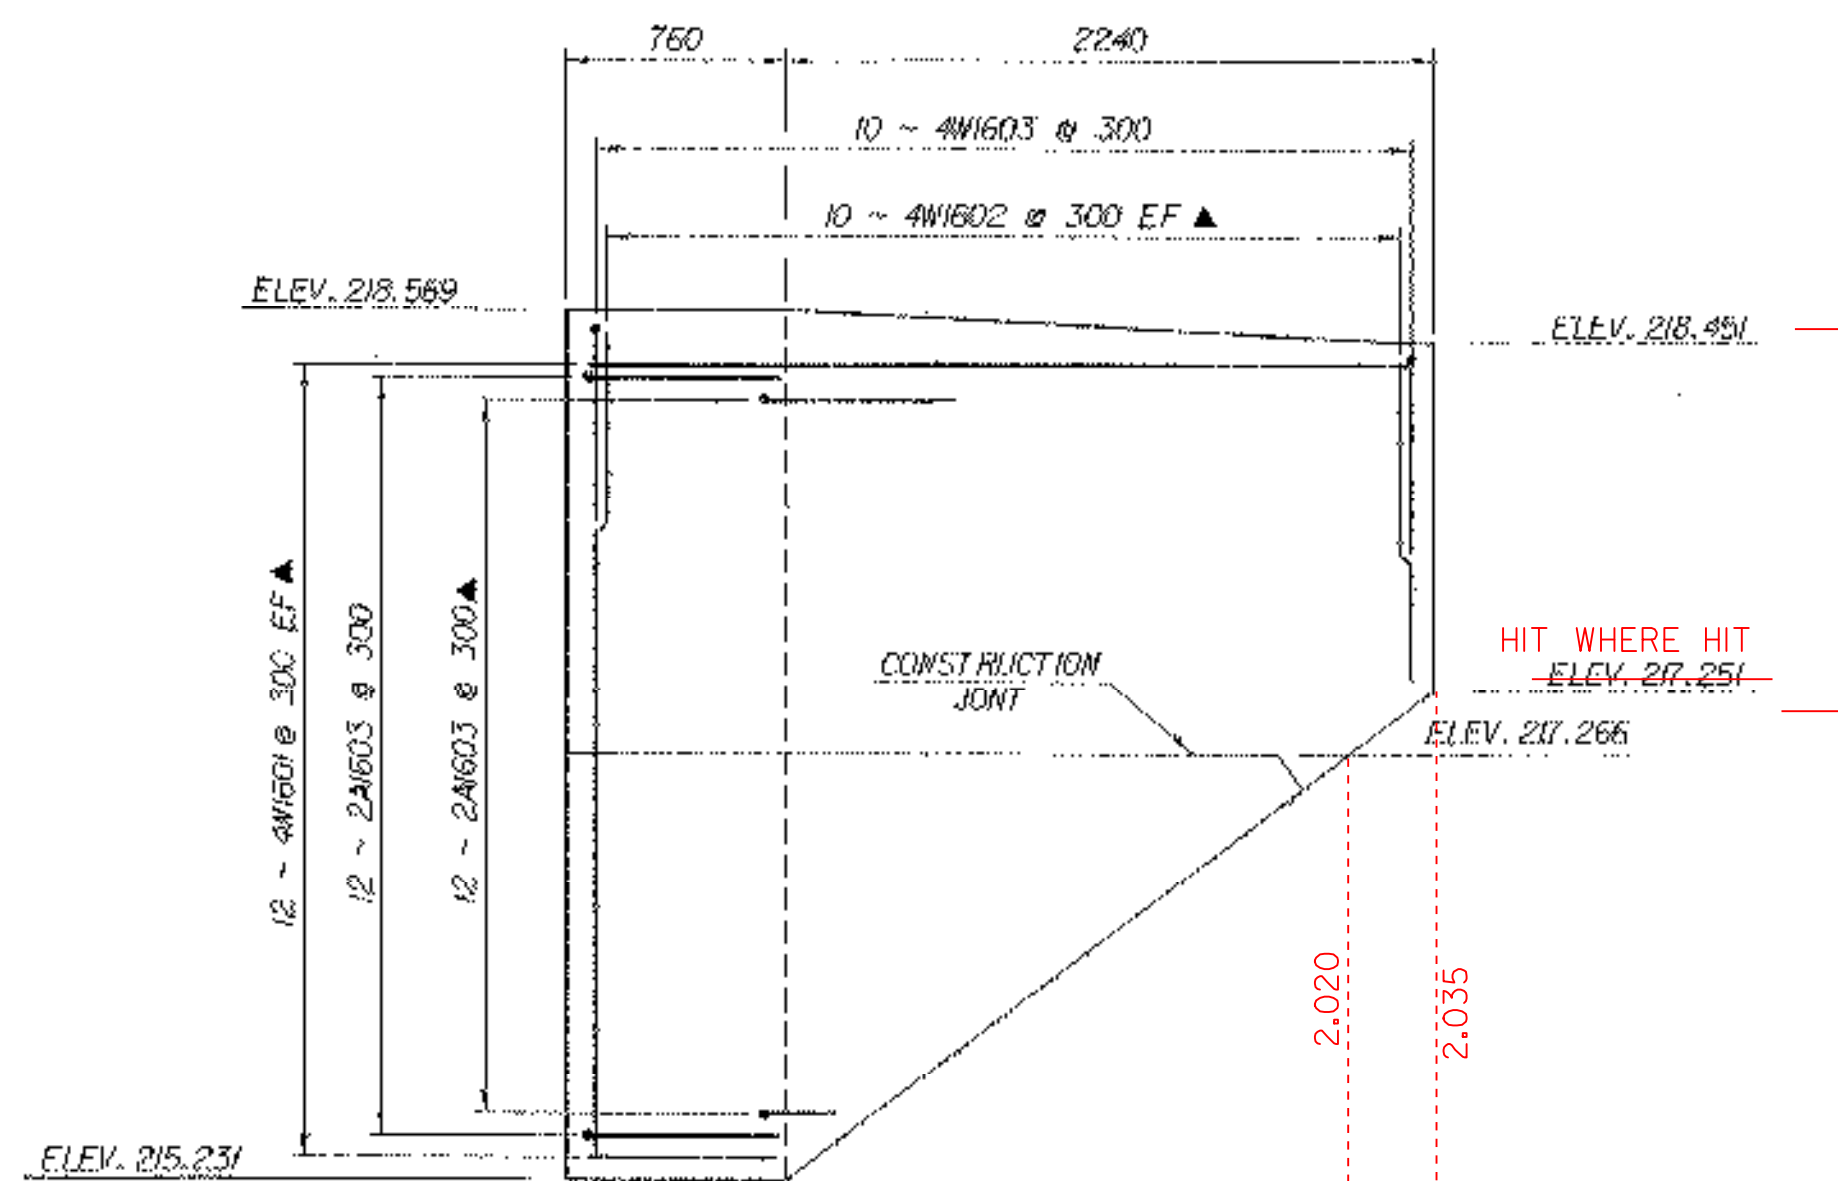 760
2240
10 ~ 4W1603 @ 300
10 ~ 4W1602 @ 300 EF ▲
ELEV. 218.569
ELEV. 218.451
12 ~ 4W1601 @ 300 EF ▲
12 ~ 2A1603 @ 300
12 ~ 2A1603 @ 300 ▲
CONSTRUCTION
JOINT
HIT WHERE HIT
ELEV. 217.251
ELEV. 217.266
2.020
2.035
ELEV. 215.231